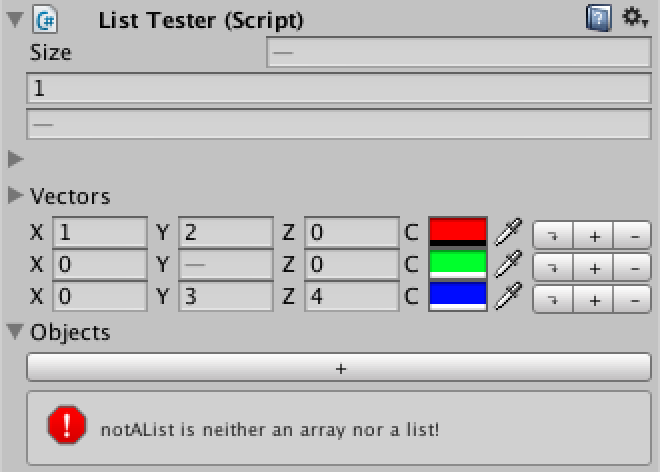 List Tester (Script)
Size —
1
—
Vectors
X 1 Y 2 Z 0 C + -
X 0 Y — Z 0 C + -
X 0 Y 3 Z 4 C + -
Objects
+
notAList is neither an array nor a list!